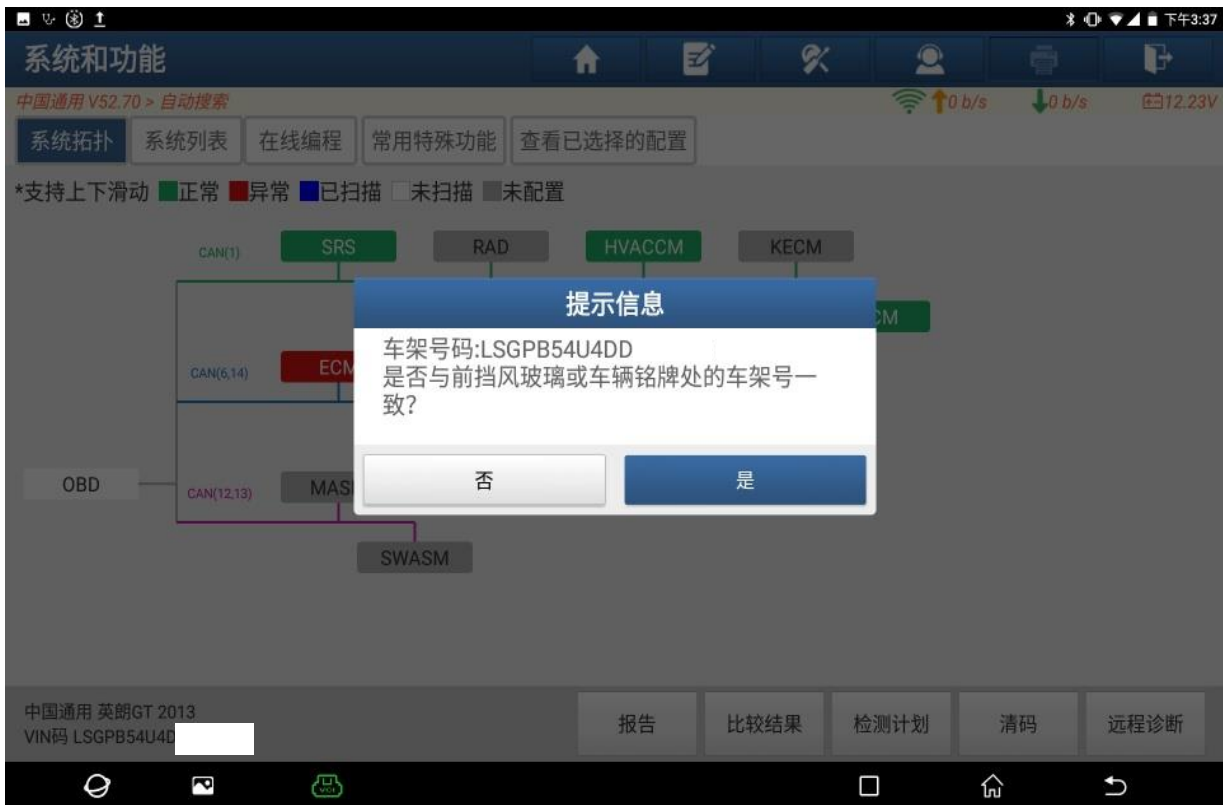 下午3:37
系统和功能
中国通用 V52.70 > 自动搜索
0 b/s 0 b/s 12.23V
系统拓扑 系统列表 在线编程 常用特殊功能 查看已选择的配置
*支持上下滑动 正常 异常 已扫描 未扫描 未配置
CAN(1) SRS RAD HVACCM KECM
提示信息
CM
车架号码:LSGPB54U4DD
是否与前挡风玻璃或车辆铭牌处的车架号一
致?
CAN(6,14) ECM
否 是
OBD CAN(12,13) MAS
SWASM
中国通用 英朗GT 2013
VIN码 LSGPB54U4D
报告 比较结果 检测计划 清码 远程诊断
VCI